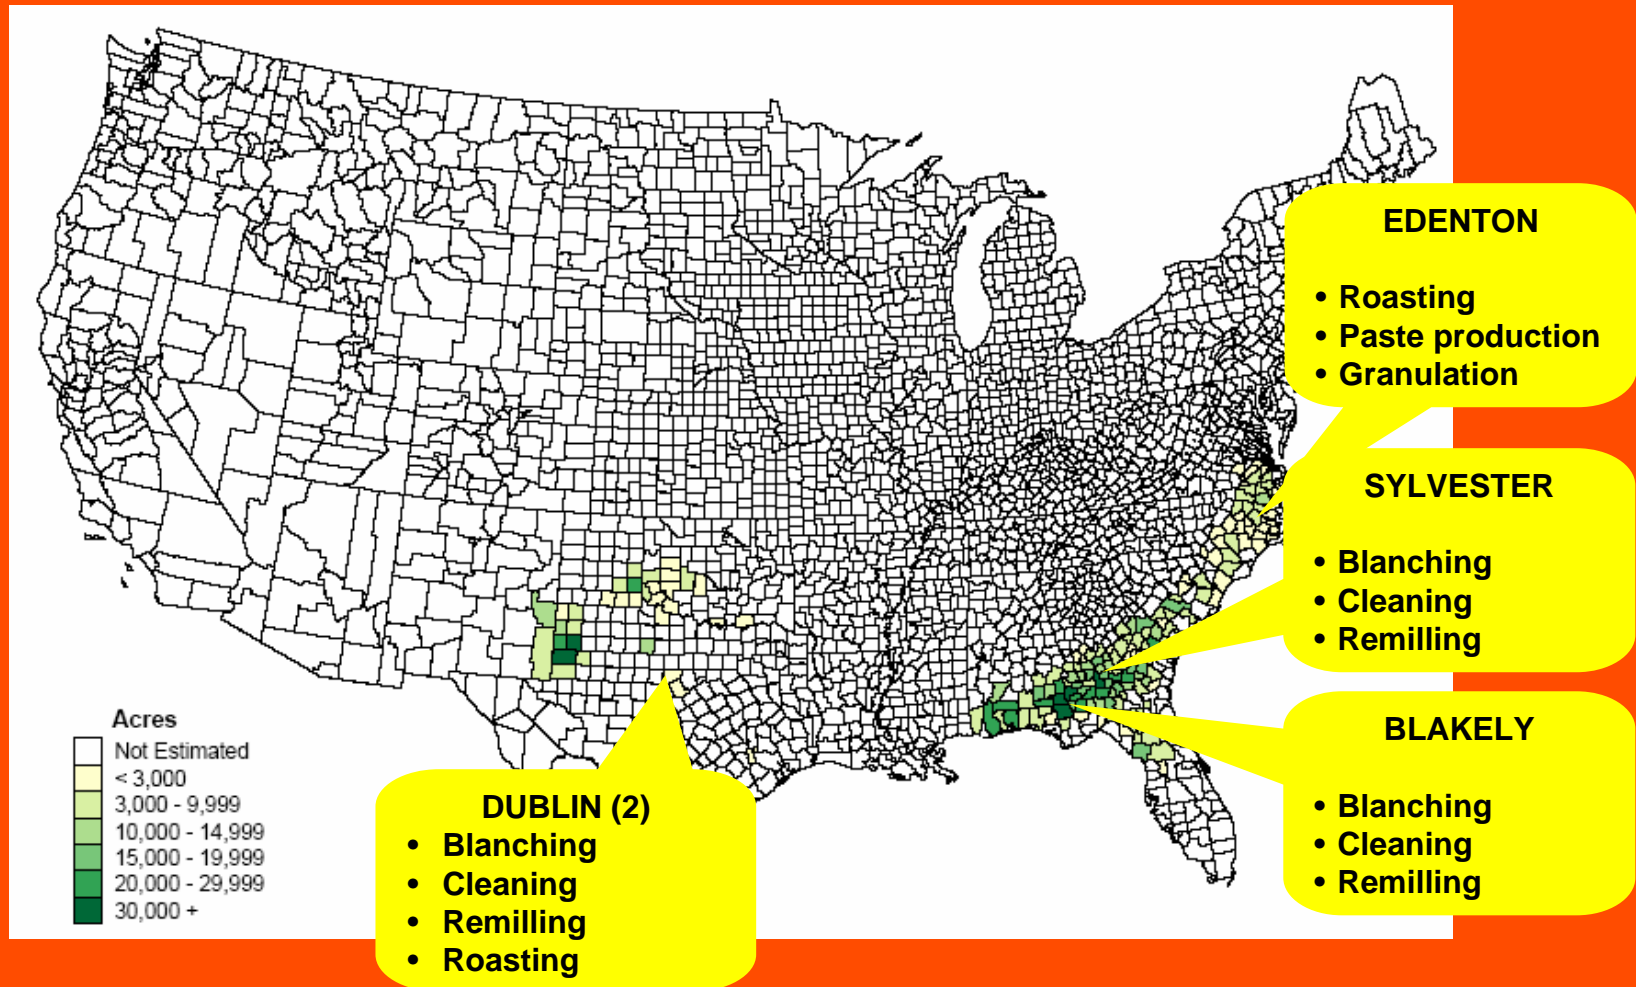 EDENTON
• Roasting
• Paste production
• Granulation
SYLVESTER
• Blanching
• Cleaning
• Remilling
BLAKELY
• Blanching
• Cleaning
• Remilling
DUBLIN (2)
• Blanching
• Cleaning
• Remilling
• Roasting
Acres
Not Estimated
< 3,000
3,000 - 9,999
10,000 - 14,999
15,000 - 19,999
20,000 - 29,999
30,000 +